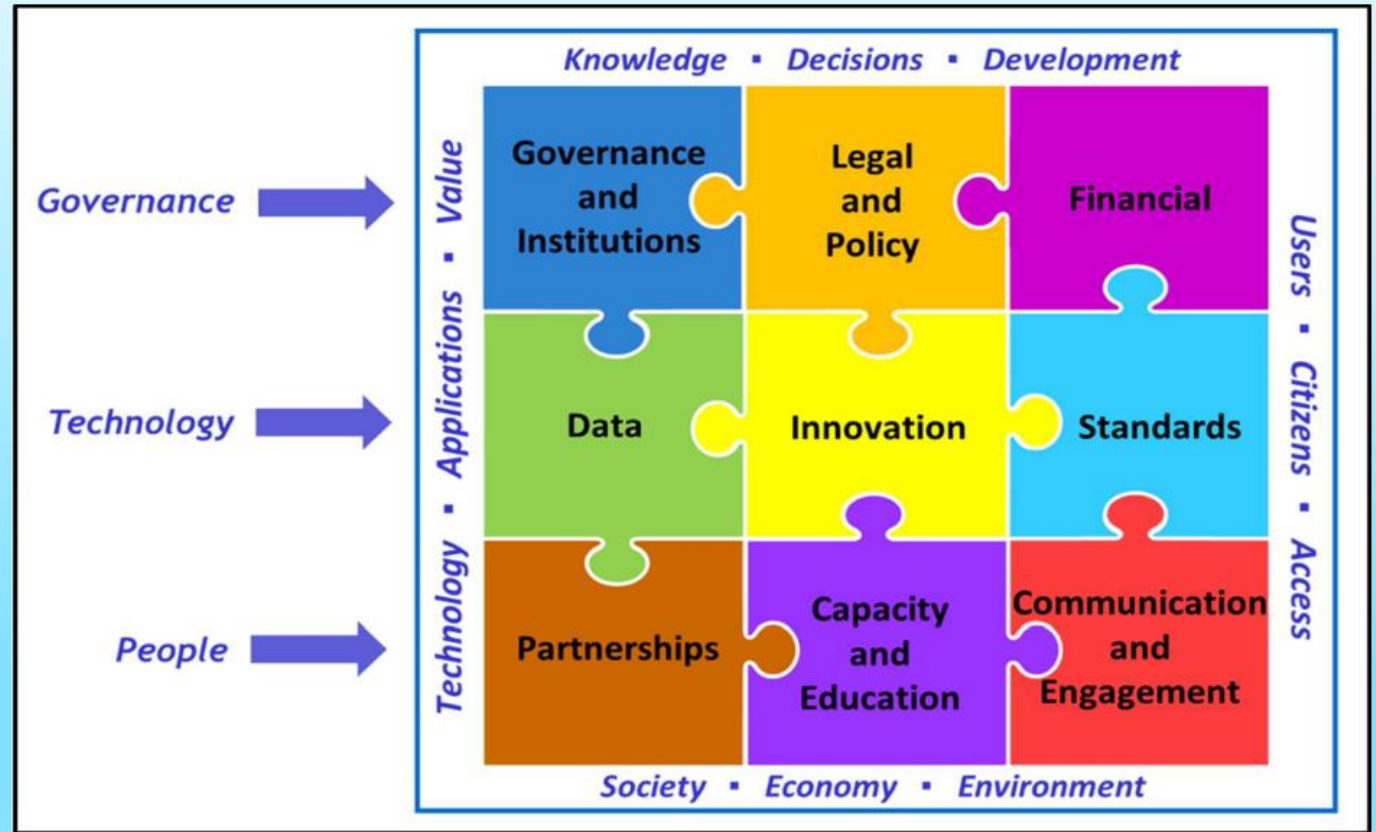 Knowledge ▪ Decisions ▪ Development
Governance
Technology
People
Technology ▪ Applications ▪ Value
Governance
and
Institutions
Legal
and
Policy
Financial
Data
Innovation
Standards
Partnerships
Capacity
and
Education
Communication
and
Engagement
Users ▪ Citizens ▪ Access
Society ▪ Economy ▪ Environment